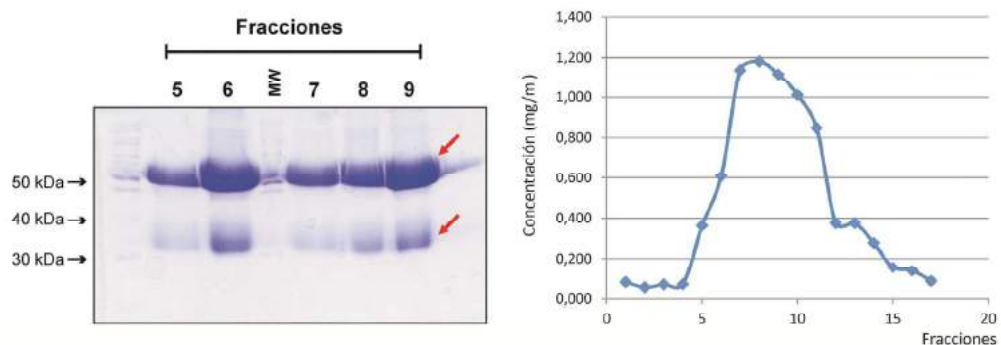 Fracciones
5 6 MW 7 8 9
50 kDa
40 kDa
30 kDa
1,400
1,200
1,000
0,800
0,600
0,400
0,200
0,000
Concentración (mg/m)
0 5 10 15 20
Fracciones